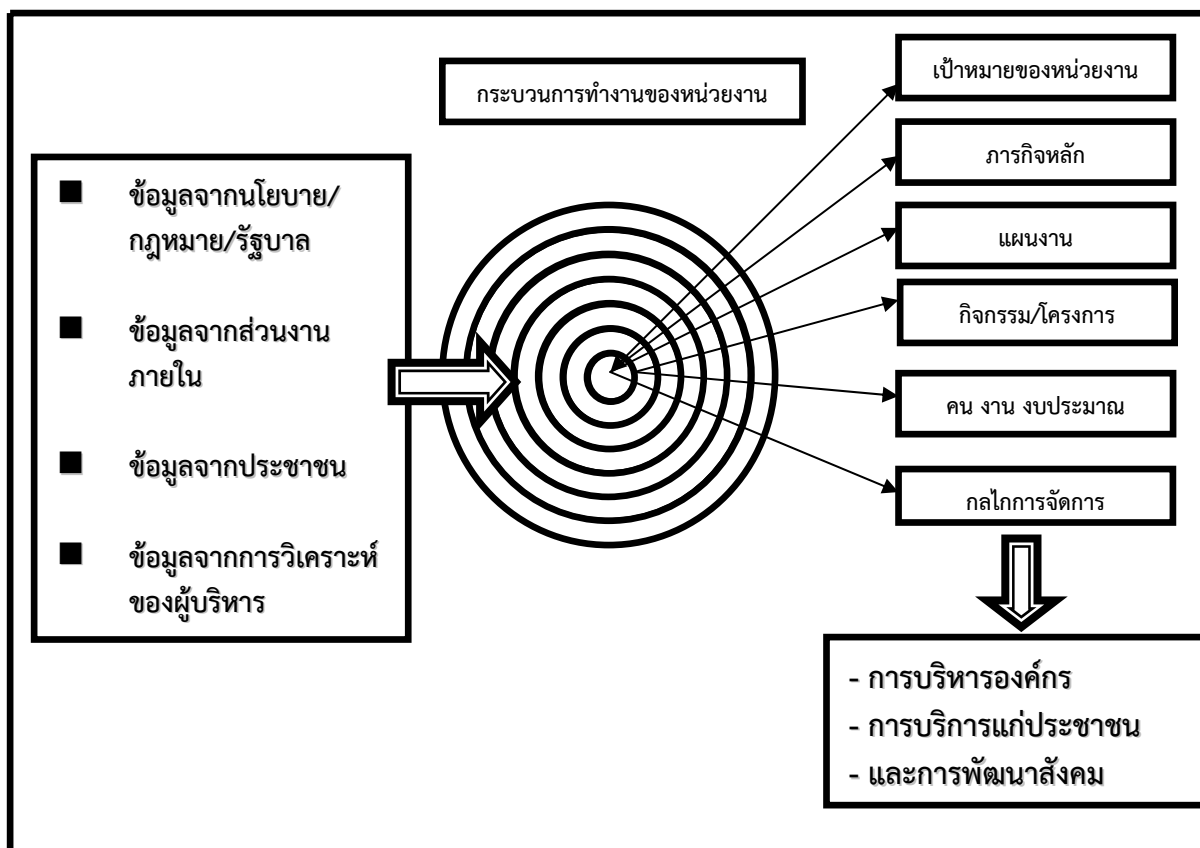 กระบวนการทำงานของหน่วยงาน
ข้อมูลจากนโยบาย/
กฎหมาย/รัฐบาล
ข้อมูลจากส่วนงาน
ภายใน
ข้อมูลจากประชาชน
ข้อมูลจากการวิเคราะห์
ของผู้บริหาร
เป้าหมายของหน่วยงาน
ภารกิจหลัก
แผนงาน
กิจกรรม/โครงการ
คน งาน งบประมาณ
กลไกการจัดการ
- การบริหารองค์กร
- การบริการแก่ประชาชน
- และการพัฒนาสังคม